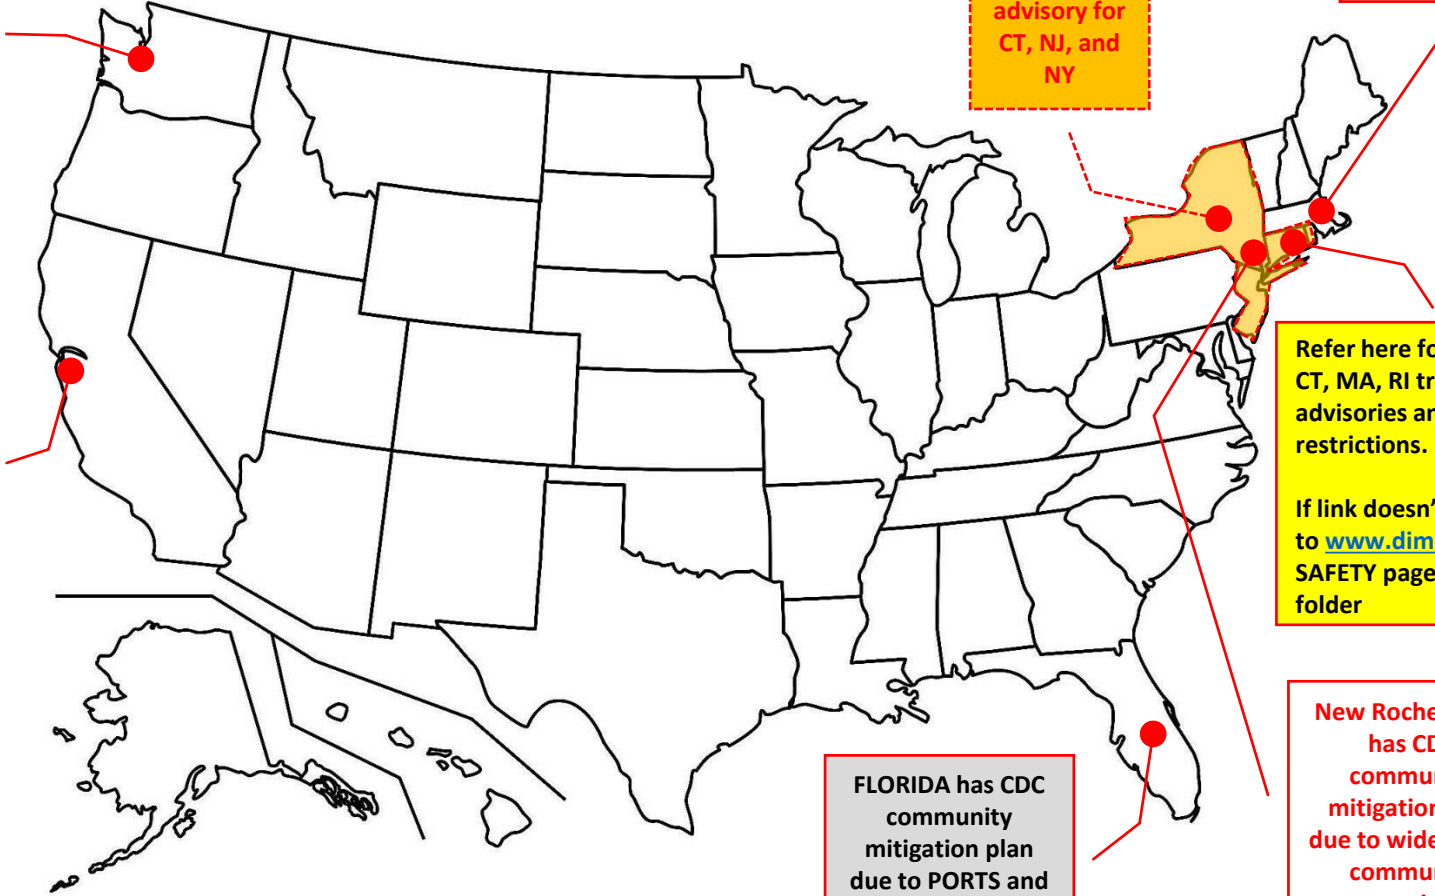 advisory for
CT, NJ, and
NY
Refer here fo
CT, MA, RI tr
advisories ar
restrictions.
If link doesn'
to www.dim
SAFETY page
folder
New Roche
has CD
commu
mitigation
due to wide
commu
FLORIDA has CDC
community
mitigation plan
due to PORTS and